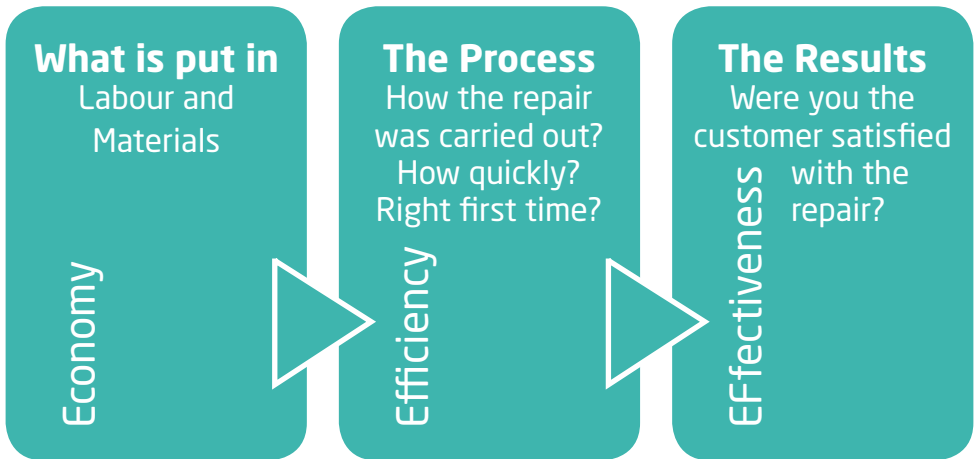 What is put in
Labour and
Materials
Economy
The Process
How the repair
was carried out?
How quickly?
Right first time?
Efficiency
The Results
Were you the
customer satisfied
with the
repair?
EFfectiveness